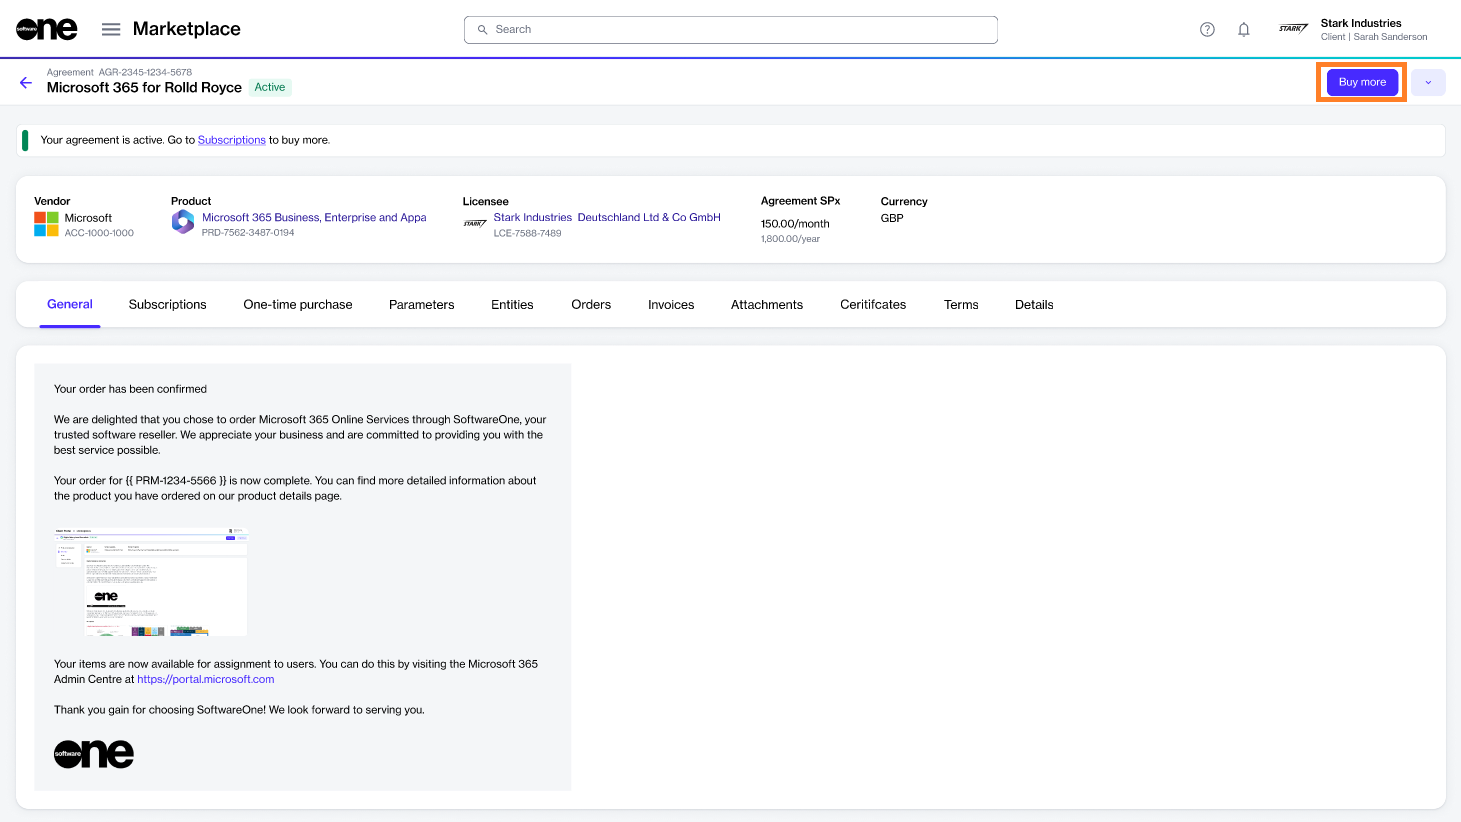 software one
Marketplace
Search
STARK
Stark Industries
Client | Sarah Sanderson
Agreement AGR-2345-1234-5678
Microsoft 365 for Rolld Royce
Active
Buy more
Your agreement is active. Go to Subscriptions to buy more.
Vendor
Microsoft
ACC-1000-1000
Product
Microsoft 365 Business, Enterprise and Appa
PRD-7562-3487-0194
Licensee
STARK
Stark Industries Deutschland Ltd & Co GmbH
LCE-7588-7489
Agreement SPx
150.00/month
1,800.00/year
Currency
GBP
General
Subscriptions
One-time purchase
Parameters
Entities
Orders
Invoices
Attachments
Ceritifcates
Terms
Details
Your order has been confirmed
We are delighted that you chose to order Microsoft 365 Online Services through SoftwareOne, your
trusted software reseller. We appreciate your business and are committed to providing you with the
best service possible.
Your order for {{ PRM-1234-5566 }} is now complete. You can find more detailed information about
the product you have ordered on our product details page.
one
Your items are now available for assignment to users. You can do this by visiting the Microsoft 365
Admin Centre at https://portal.microsoft.com
Thank you gain for choosing SoftwareOne! We look forward to serving you.
software one